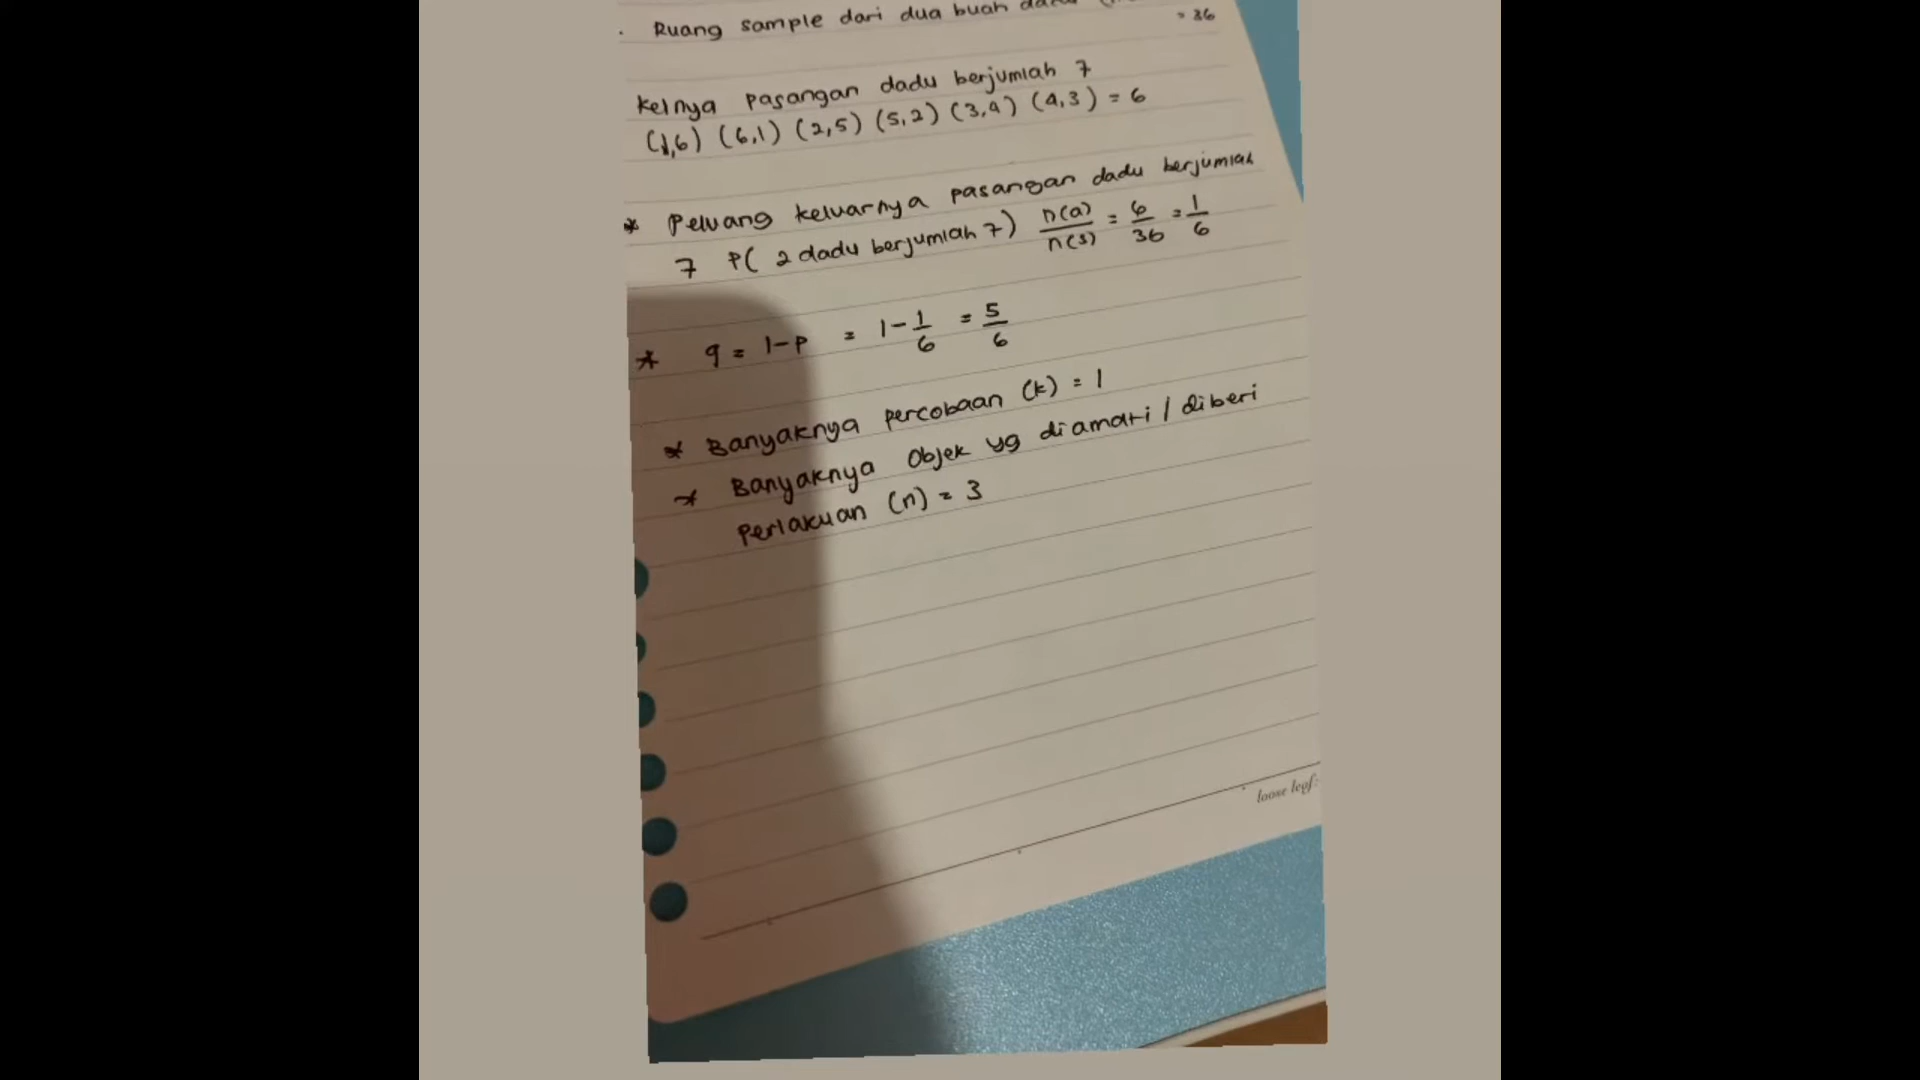 Ruang sample dari dua buah
= 36
Kelnya pasangan dadu berjumlah 7
(1,6) (6,1) (2,5) (5,2) (3,4) (4,3) = 6
* Peluang keluarnya pasangan dadu berjumlah
7 P( 2 dadu berjumlah 7) n(a)/n(s) = 6/36 = 1/6
* q = 1-P = 1-1/6 = 5/6
* Banyaknya percobaan (k) = 1
* Banyaknya Objek yg diamati / diberi
Perlakuan (n) = 3
loose leaf